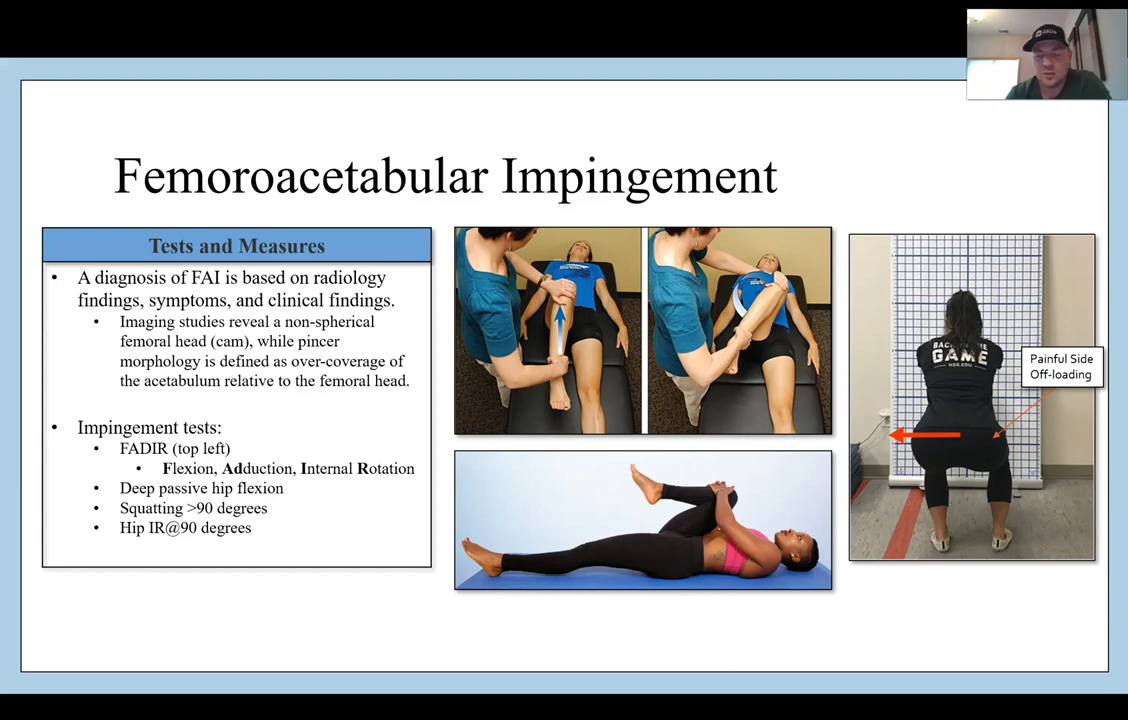 Femoroacetabular Impingement
Tests and Measures
• A diagnosis of FAI is based on radiology
findings, symptoms, and clinical findings.
• Imaging studies reveal a non-spherical
femoral head (cam), while pincer
morphology is defined as over-coverage of
the acetabulum relative to the femoral head.
• Impingement tests:
• FADIR (top left)
• Flexion, Adduction, Internal Rotation
• Deep passive hip flexion
• Squatting >90 degrees
• Hip IR@90 degrees
GAME
Painful Side
Off-loading